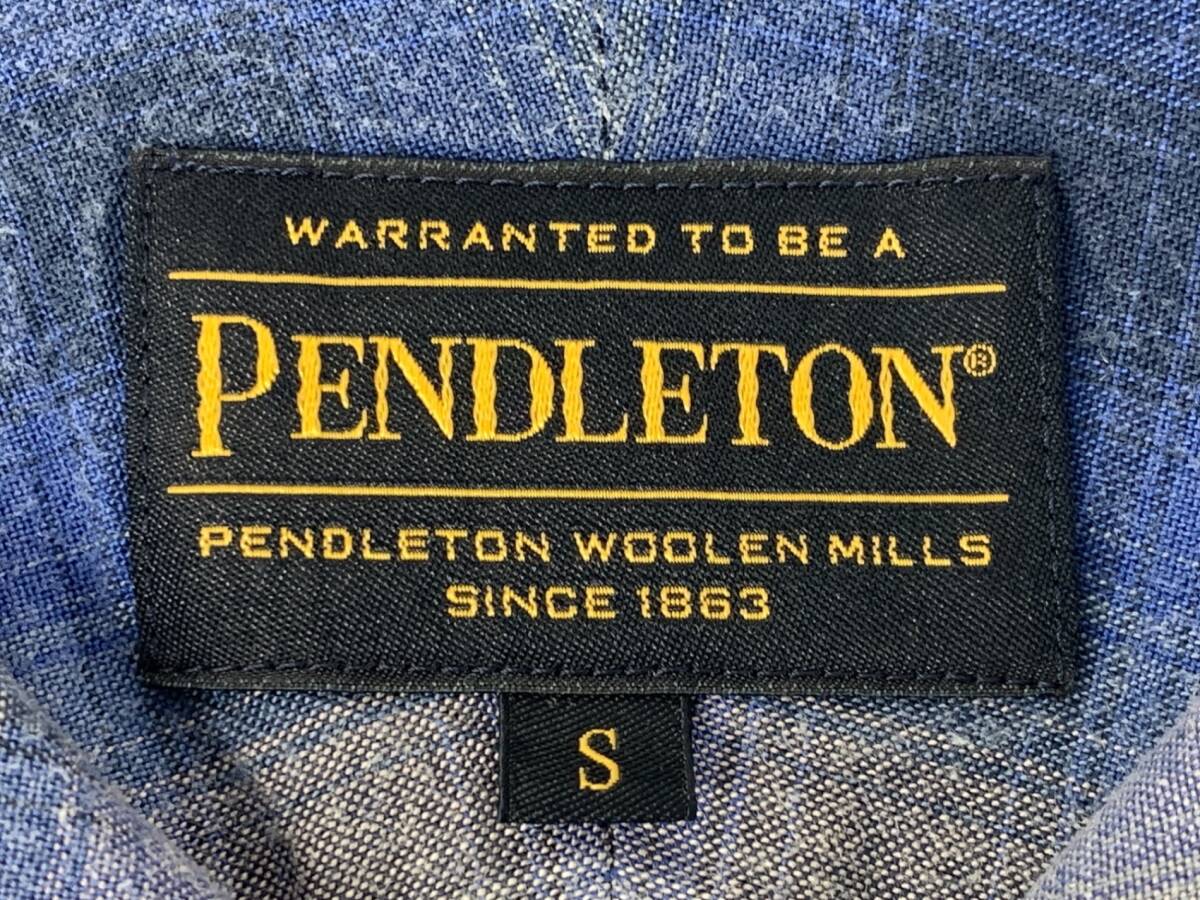 WARRANTED TO BE A
PENDLETON®
PENDLETON WOOLEN MILLS
SINCE 1863
S